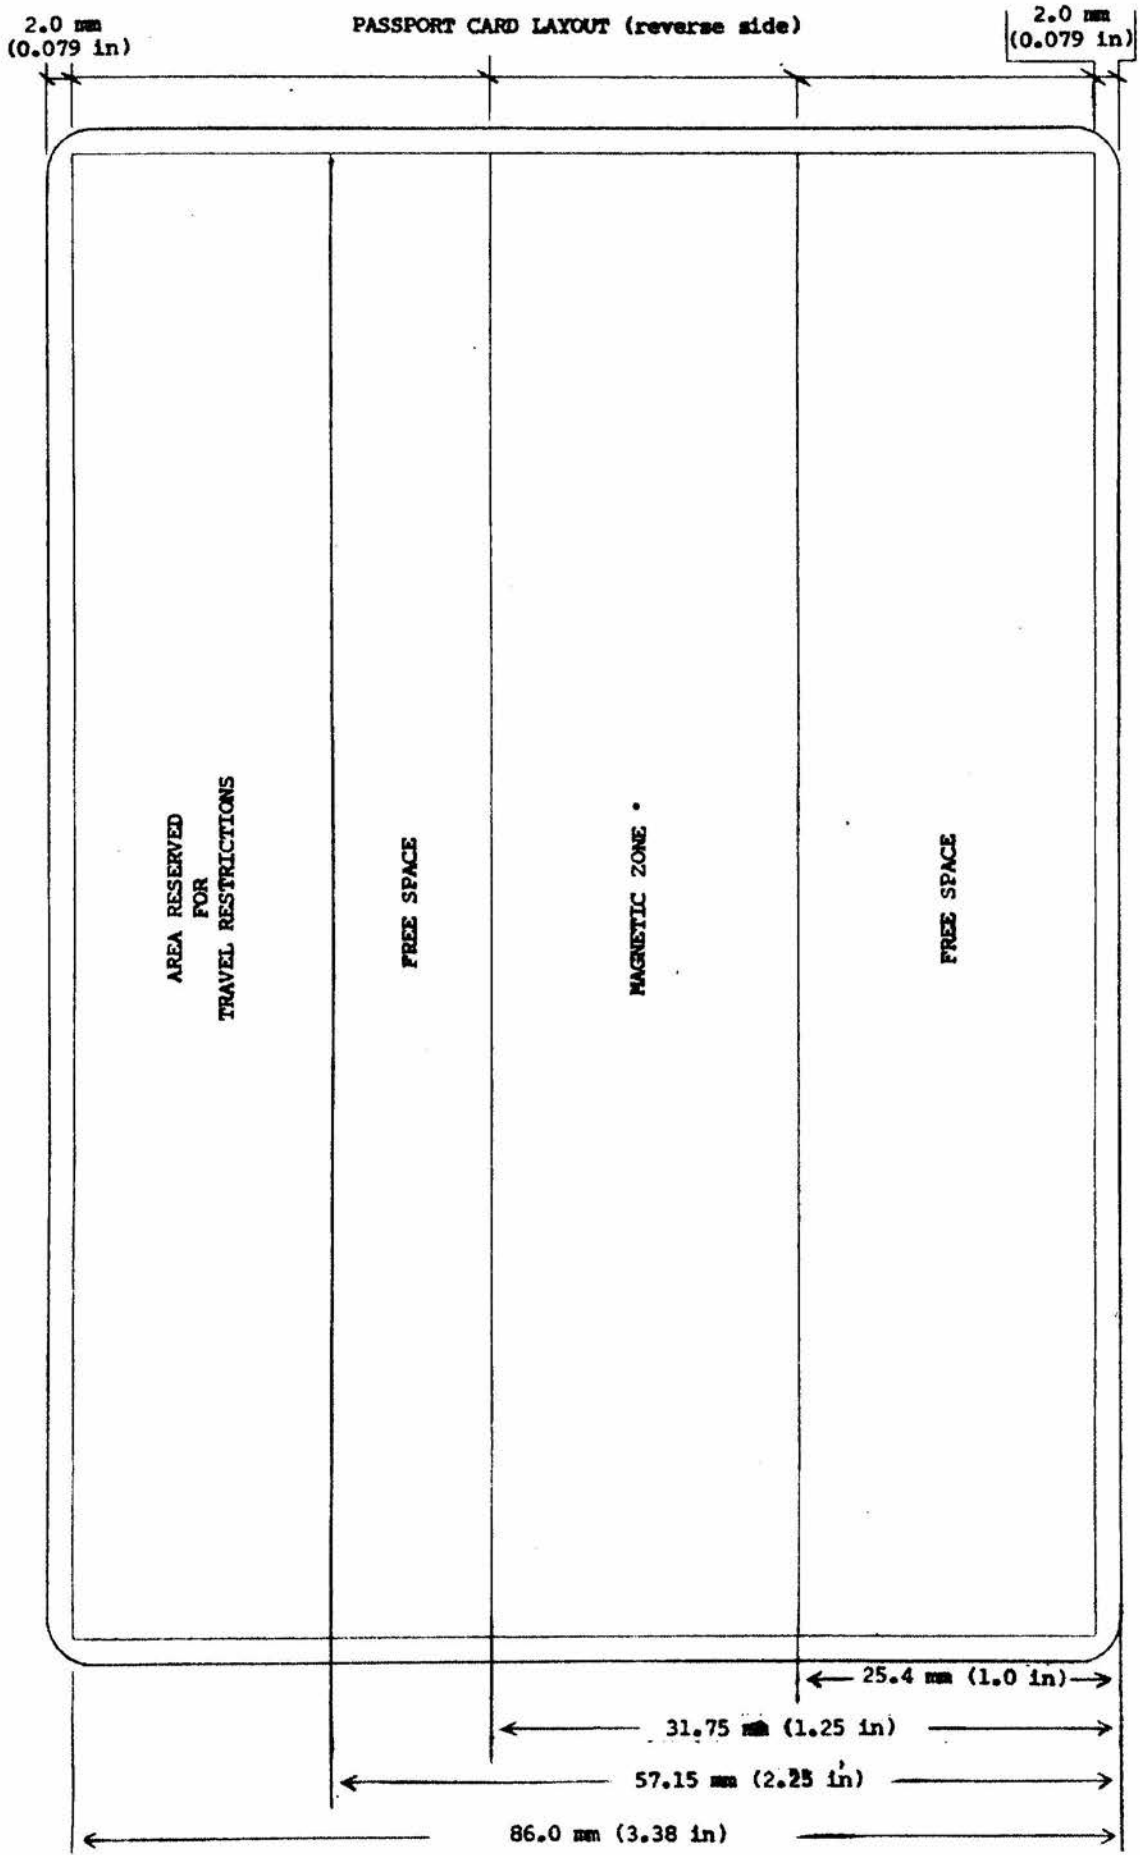 PASSPORT CARD LAYOUT (reverse side)
2.0 mm
(0.079 in)
2.0 mm
(0.079 in)
AREA RESERVED
FOR
TRAVEL RESTRICTIONS
FREE SPACE
MAGNETIC ZONE
FREE SPACE
25.4 mm (1.0 in)
31.75 mm (1.25 in)
57.15 mm (2.25 in)
86.0 mm (3.38 in)